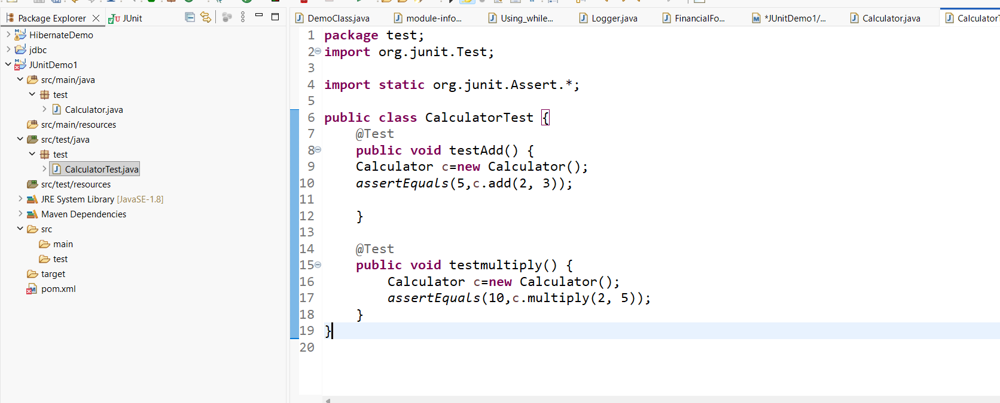 Package Explorer
JUnit
HibernateDemo
jdbc
JUnitDemo1
src/main/java
test
Calculator.java
src/main/resources
src/test/java
test
CalculatorTest.java
src/test/resources
JRE System Library [JavaSE-1.8]
Maven Dependencies
src
main
test
target
pom.xml
DemoClass.java module-info... Using_while... Logger.java FinancialFo... *JUnitDemo1/... Calculator.java CalculatorT
1 package test;
2 import org.junit.Test;
3
4 import static org.junit.Assert.*;
5
6 public class CalculatorTest {
7 @Test
8 public void testAdd() {
9 Calculator c=new Calculator();
10 assertEquals(5,c.add(2, 3));
11
12 }
13
14 @Test
15 public void testmultiply() {
16 Calculator c=new Calculator();
17 assertEquals(10,c.multiply(2, 5));
18 }
19 }
20